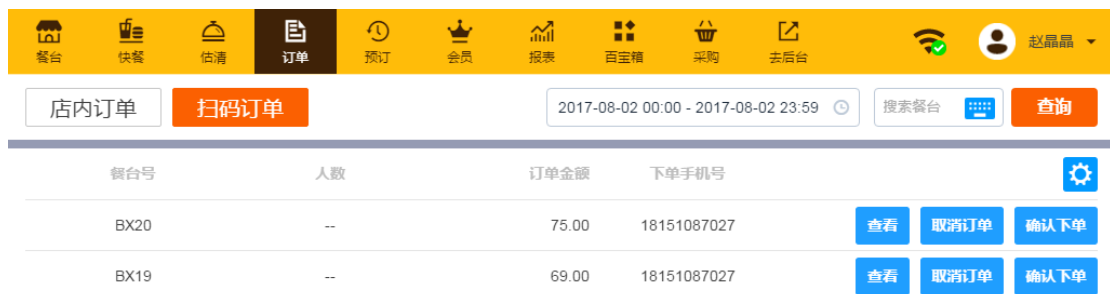 餐台 快餐 估清 订单 预订 会员 报表 百宝箱 采购 去后台 赵晶晶
店内订单 扫码订单 2017-08-02 00:00 - 2017-08-02 23:59 搜索餐台 查询
餐台号 人数 订单金额 下单手机号
BX20 -- 75.00 18151087027 查看 取消订单 确认下单
BX19 -- 69.00 18151087027 查看 取消订单 确认下单